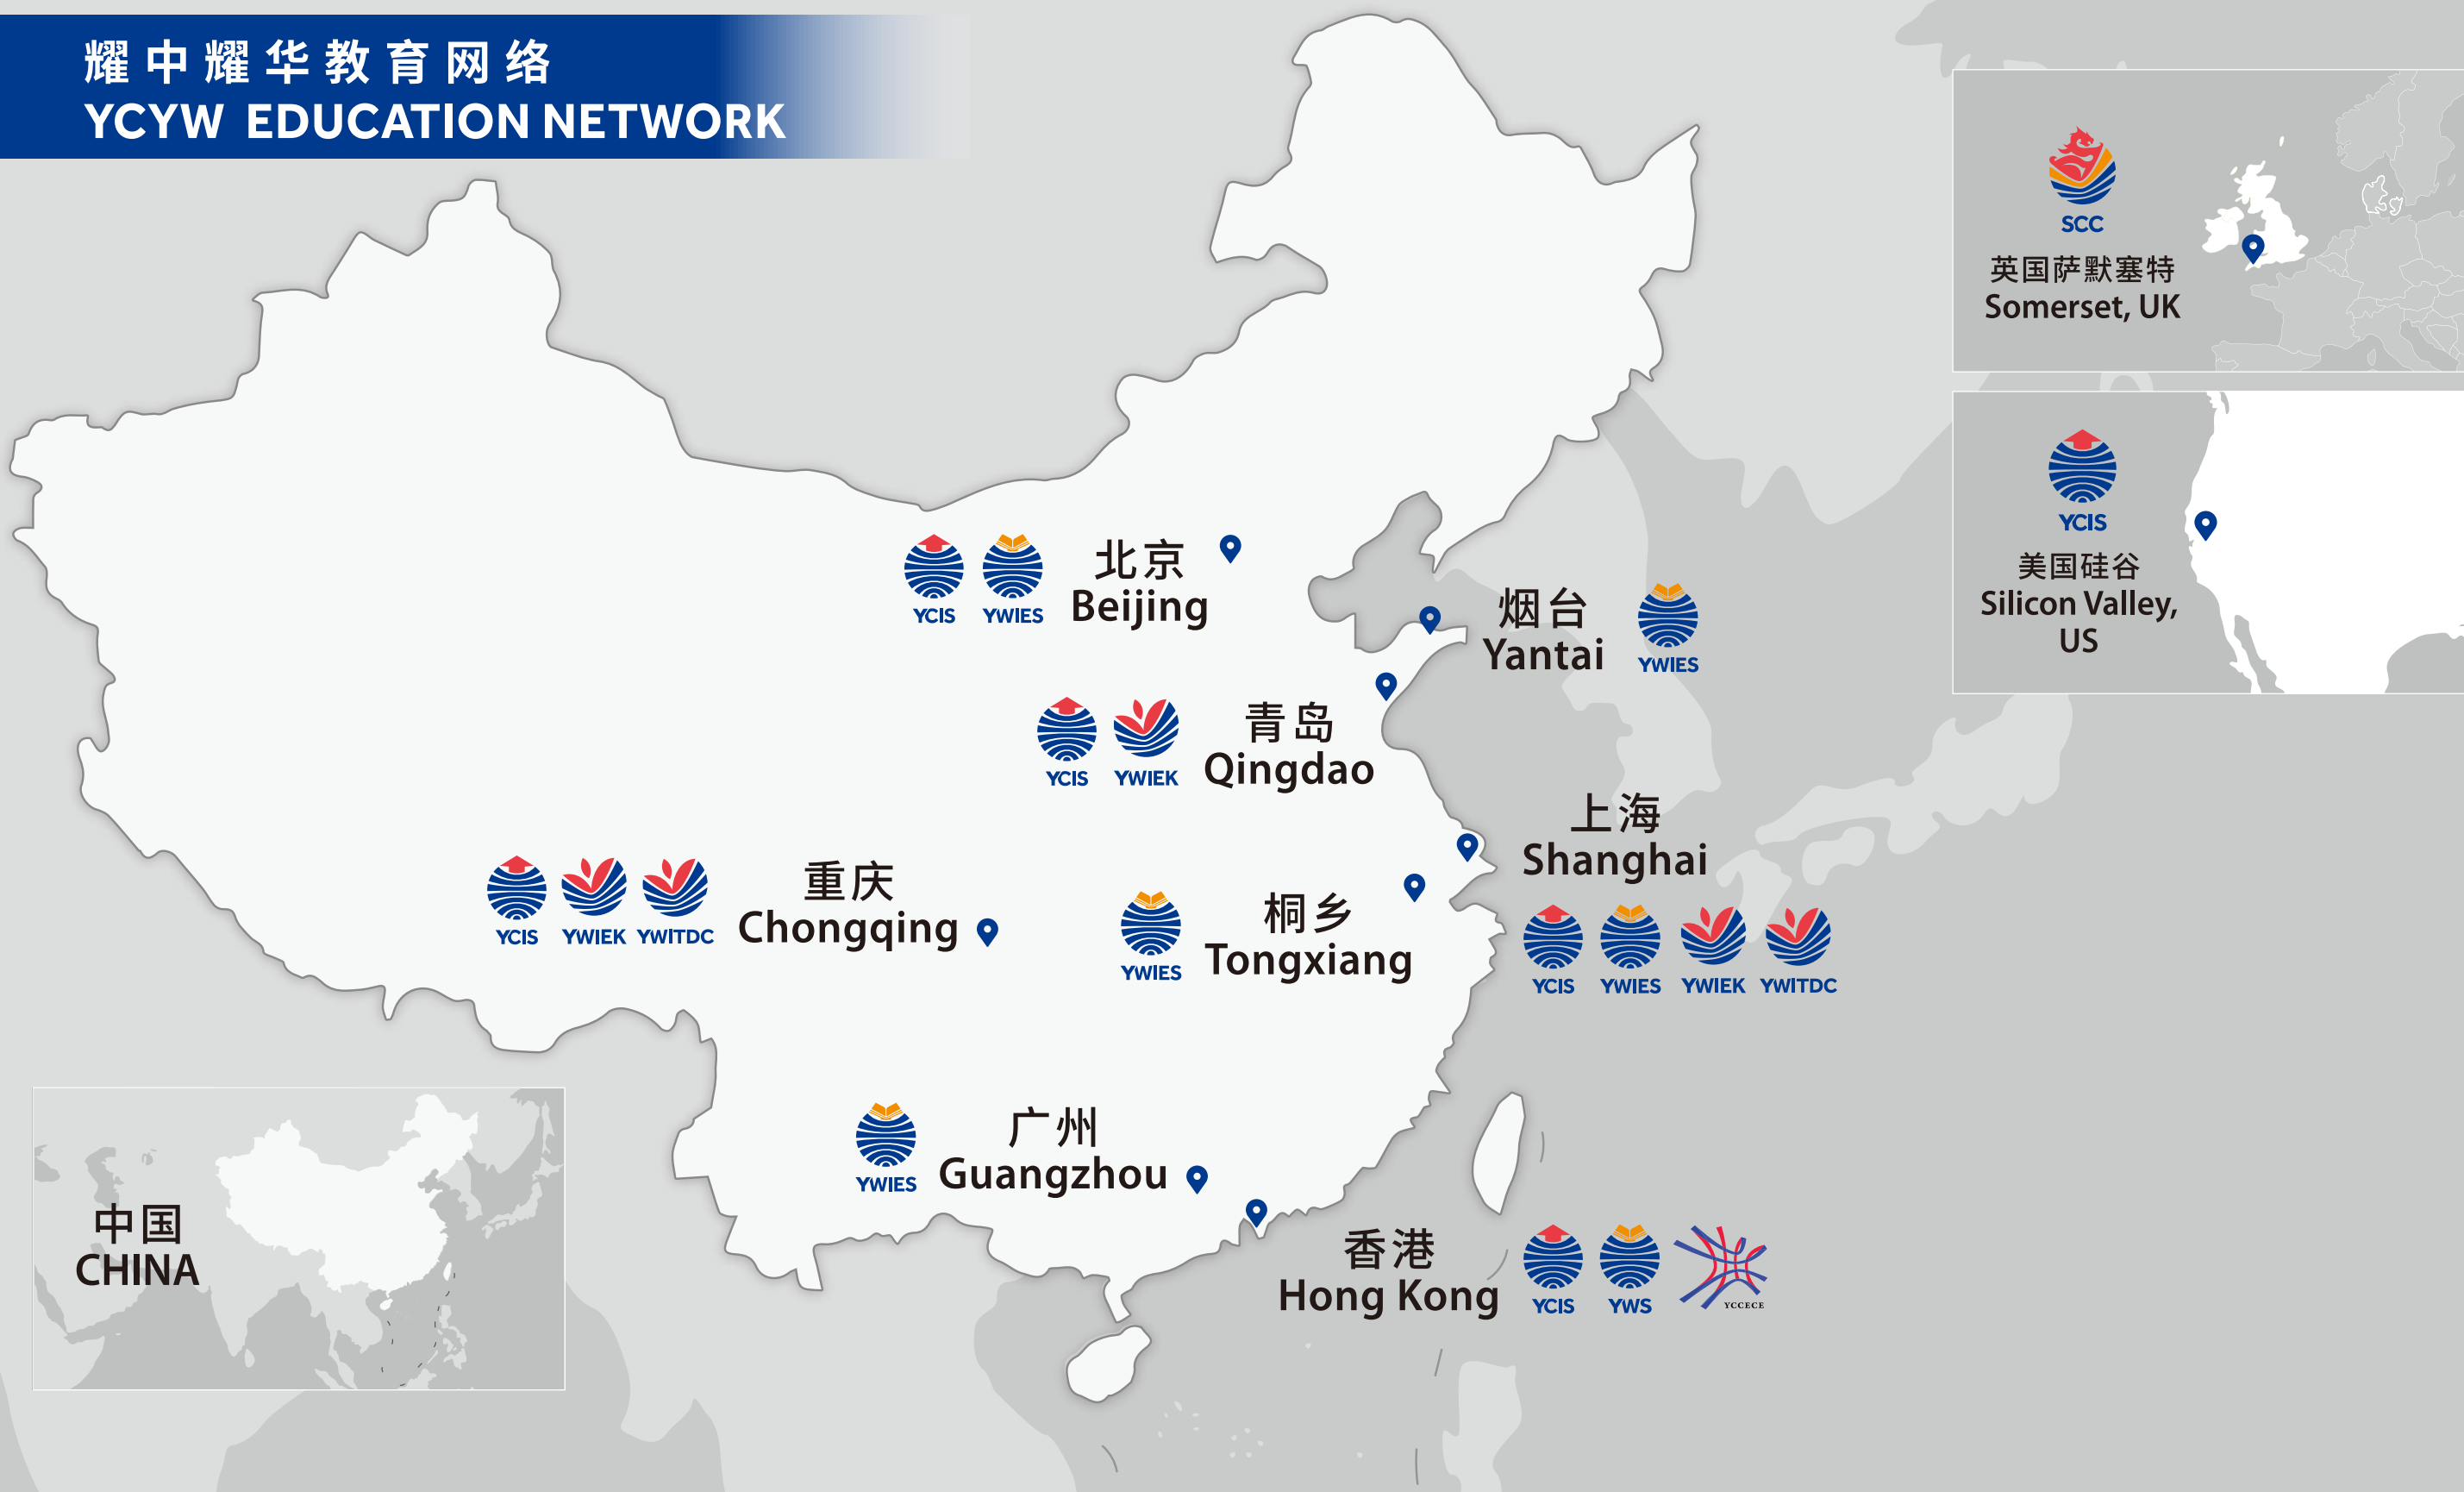 耀中耀华教育网络
YCYW EDUCATION NETWORK
SCC
英国萨默塞特
Somerset, UK
YCIS
美国硅谷
Silicon Valley,
US
YCIS YWIES
北京
Beijing
烟台
Yantai
YWIES
YCIS YWIEK
青岛
Qingdao
上海
Shanghai
YCIS YWIES YWIEK YWITDC
YCIS YWIEK YWITDC
重庆
Chongqing
YWIES
桐乡
Tongxiang
YWIES
广州
Guangzhou
香港
Hong Kong
YCIS YWS YCCECE
中国
CHINA